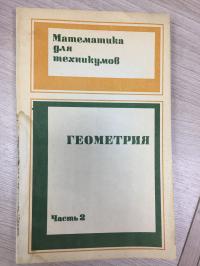 Математика
для
техникумов
ГЕОМЕТРИЯ
Часть 2